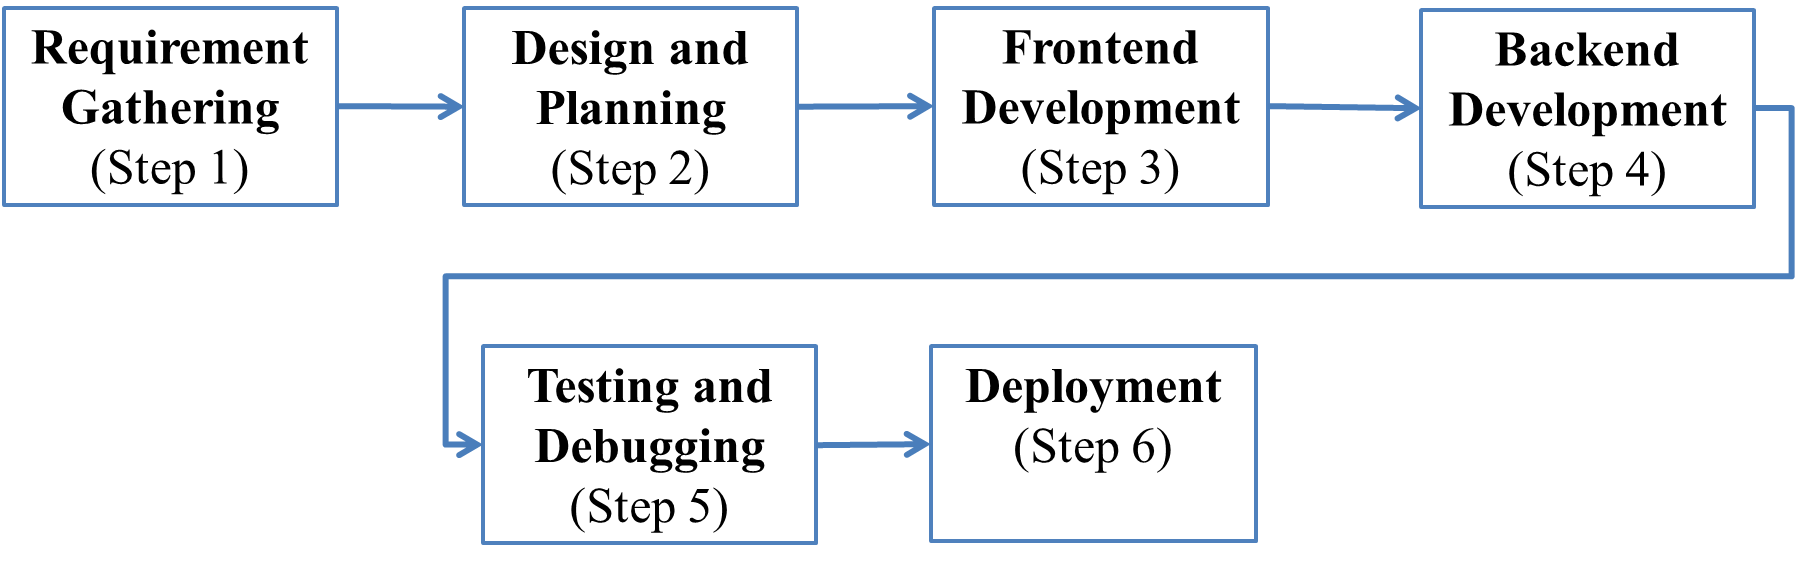 Requirement
Gathering
(Step 1)
Design and
Planning
(Step 2)
Frontend
Development
(Step 3)
Backend
Development
(Step 4)
Testing and
Debugging
(Step 5)
Deployment
(Step 6)